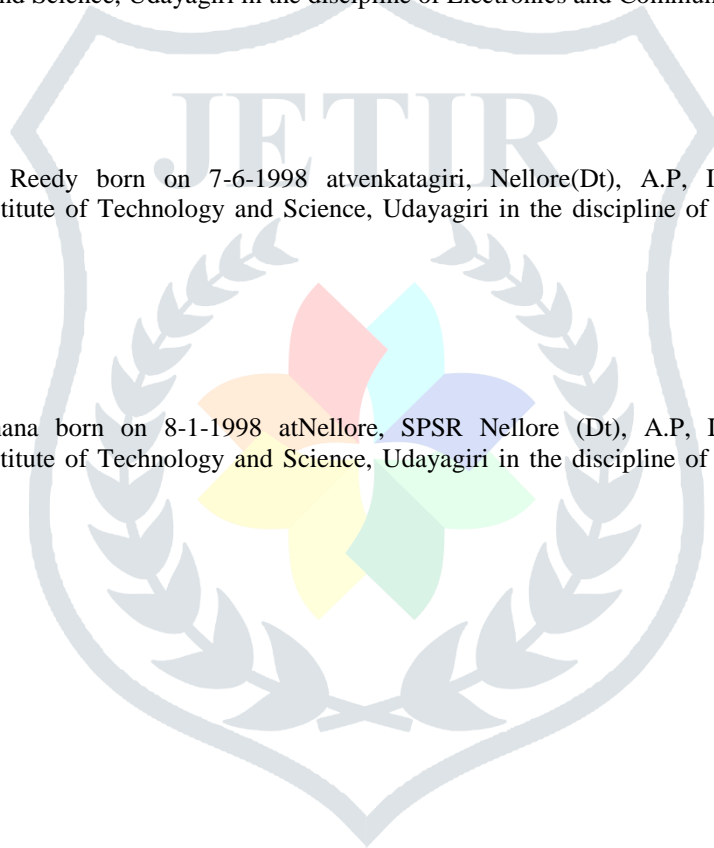 nd Science, Udayagiri in the discipline of Electronics and Commun
JETIR
Reedy born on 7-6-1998 atvenkatagiri, Nellore(Dt), A.P, I
titute of Technology and Science, Udayagiri in the discipline of
ana born on 8-1-1998 atNellore, SPSR Nellore (Dt), A.P, I
titute of Technology and Science, Udayagiri in the discipline of